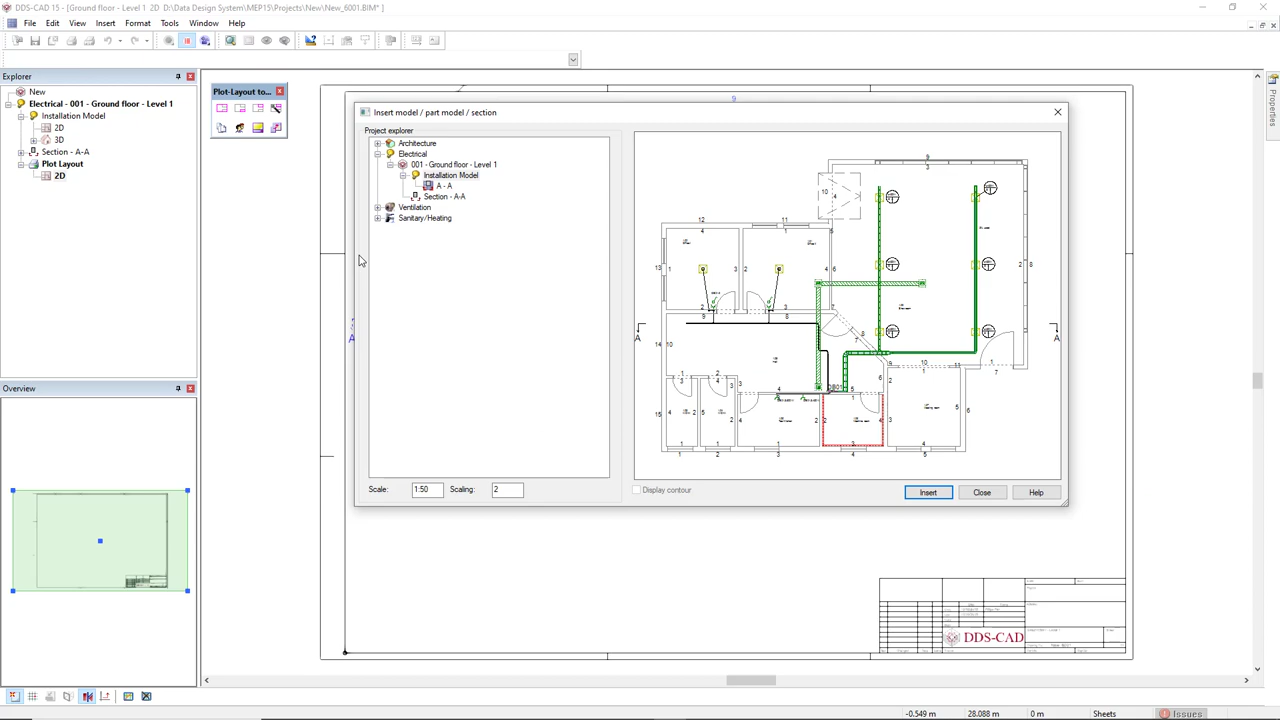 DDS-CAD 15 - [Ground floor - Level 1  2D  D:\Data Design System\MEP15\Projects\New\New_6001.BIM* ]
File Edit View Insert Format Tools Window Help
Explorer
New
Electrical - 001 - Ground floor - Level 1
Installation Model
2D
3D
Section - A-A
Plot Layout
2D
Plot-Layout to...
Properties
Insert model / part model / section
Project explorer
Architecture
Electrical
001 - Ground floor - Level 1
Installation Model
A - A
Section - A-A
Ventilation
Sanitary/Heating
Scale: 1:50 Scaling: 2
Display contour
Insert Close Help
A A
Overview
DDS-CAD
-0.549 m 28.088 m 0 m Sheets Issues